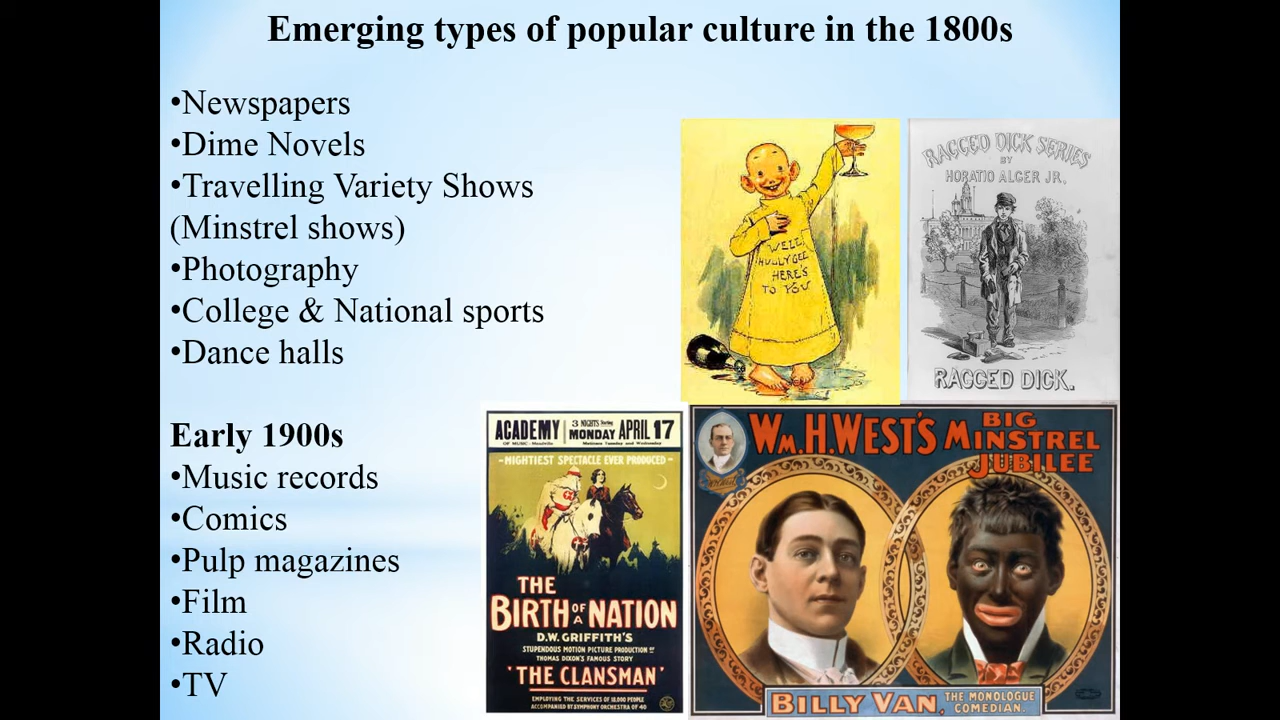 Emerging types of popular culture in the 1800s
•Newspapers
•Dime Novels
•Travelling Variety Shows
(Minstrel shows)
•Photography
•College & National sports
•Dance halls
Early 1900s
•Music records
•Comics
•Pulp magazines
•Film
•Radio
•TV
WELL
HULLY GEE
HERE'S
TO YOU
RAGGED DICK SERIES
BY
HORATIO ALGER JR.
RAGGED DICK.
ACADEMY
OF MUSIC
3 NIGHTS Starting
MONDAY APRIL 17
Matinees Tuesday and Wednesday
-MIGHTIEST SPECTACLE EVER PRODUCED-
THE
BIRTH OF A NATION
D.W. GRIFFITH'S
STUPENDOUS MOTION PICTURE PRODUCTION OF
THOMAS DIXON'S FAMOUS STORY
'THE CLANSMAN'
EMPLOYING THE SERVICES OF 18,000 PEOPLE
ACCOMPANIED BY SYMPHONY ORCHESTRA OF 40
WM. H. WEST'S
BIG
MINSTREL
JUBILEE
BILLY VAN,
THE MONOLOGUE
COMEDIAN.